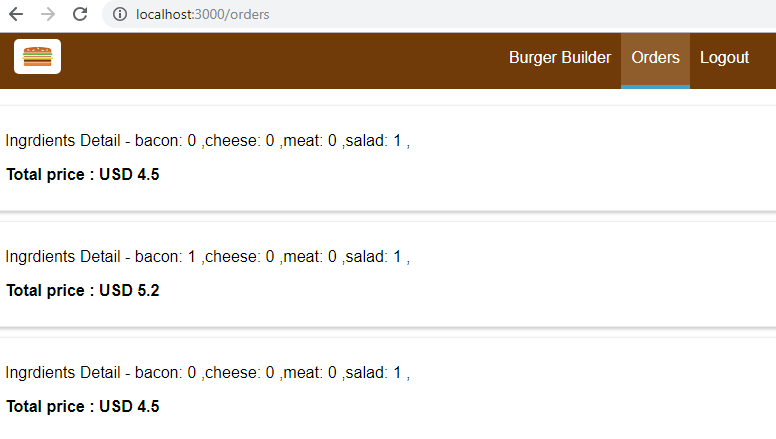 localhost:3000/orders
Burger Builder Orders Logout
Ingrdients Detail - bacon: 0 ,cheese: 0 ,meat: 0 ,salad: 1 ,
Total price : USD 4.5
Ingrdients Detail - bacon: 1 ,cheese: 0 ,meat: 0 ,salad: 1 ,
Total price : USD 5.2
Ingrdients Detail - bacon: 0 ,cheese: 0 ,meat: 0 ,salad: 1 ,
Total price : USD 4.5